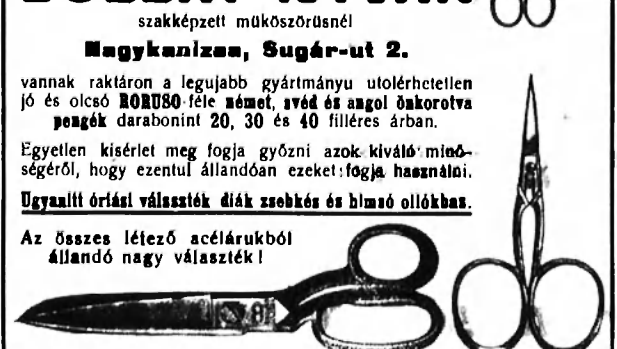 szakképzett műköszörüsnél
Nagykanizsa, Sugár-ut 2.
vannak raktáron a legujabb gyártmányu utolérhetetlen
jó és olcsó RORUSO-féle német, svéd és angol önkorotva
pengék darabonint 20, 30 és 40 filléres árban.
Egyetlen kisérlet meg fogja győzni azok kiváló minő-
ségéről, hogy ezentul állandóan ezeket fogja használni.
Ugyanitt óriási választék diák zsebkés és himző ollókban.
Az összes létező acélárukból
állandó nagy választék!